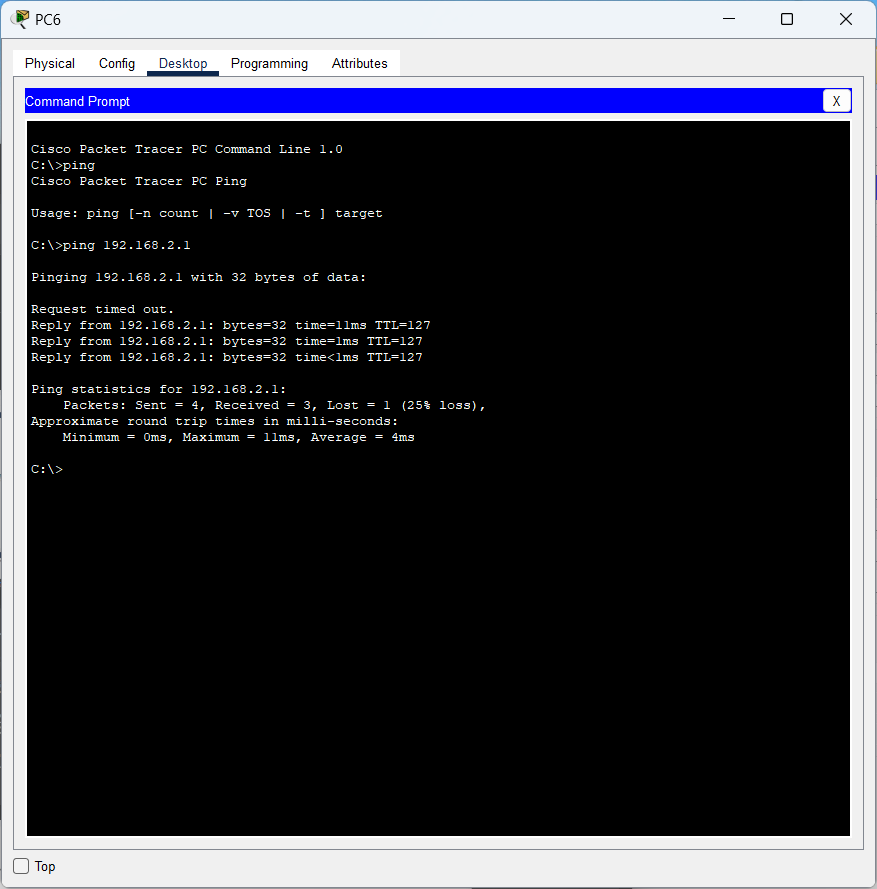 PC6
Physical Config Desktop Programming Attributes
Command Prompt X
Cisco Packet Tracer PC Command Line 1.0
C:\>ping
Cisco Packet Tracer PC Ping
Usage: ping [-n count | -v TOS | -t ] target
C:\>ping 192.168.2.1
Pinging 192.168.2.1 with 32 bytes of data:
Request timed out.
Reply from 192.168.2.1: bytes=32 time=11ms TTL=127
Reply from 192.168.2.1: bytes=32 time=1ms TTL=127
Reply from 192.168.2.1: bytes=32 time<1ms TTL=127
Ping statistics for 192.168.2.1:
Packets: Sent = 4, Received = 3, Lost = 1 (25% loss),
Approximate round trip times in milli-seconds:
Minimum = 0ms, Maximum = 11ms, Average = 4ms
C:\>
Top